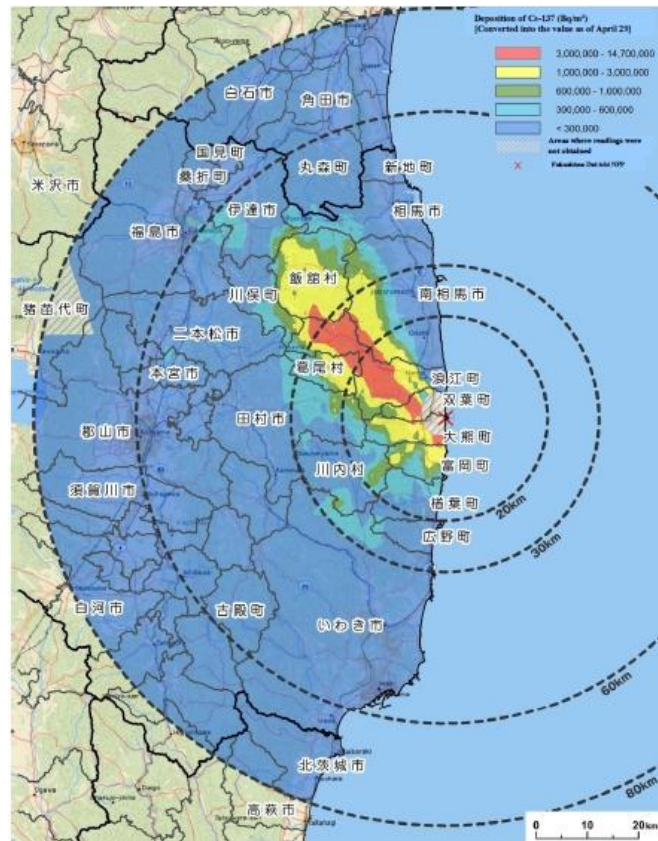 Deposition of Cs-137 (Bq/m²)
[Converted into the value as of April 29]
3,000,000 - 14,700,000
1,000,000 - 3,000,000
600,000 - 1,000,000
300,000 - 600,000
< 300,000
Areas where readings were
not obtained
Fukushima Dai-ichi NPP
白石市
角田市
国見町
丸森町
新地町
米沢市
桑折町
伊達市
相馬市
福島市
飯舘村
川俣町
南相馬市
猪苗代町
二本松市
本宮市
葛尾村
浪江町
双葉町
田村市
大熊町
郡山市
川内村
富岡町
須賀川市
楢葉町
20km
広野町
30km
白河市
古殿町
いわき市
60km
北茨城市
80km
高萩市
0 10 20 km